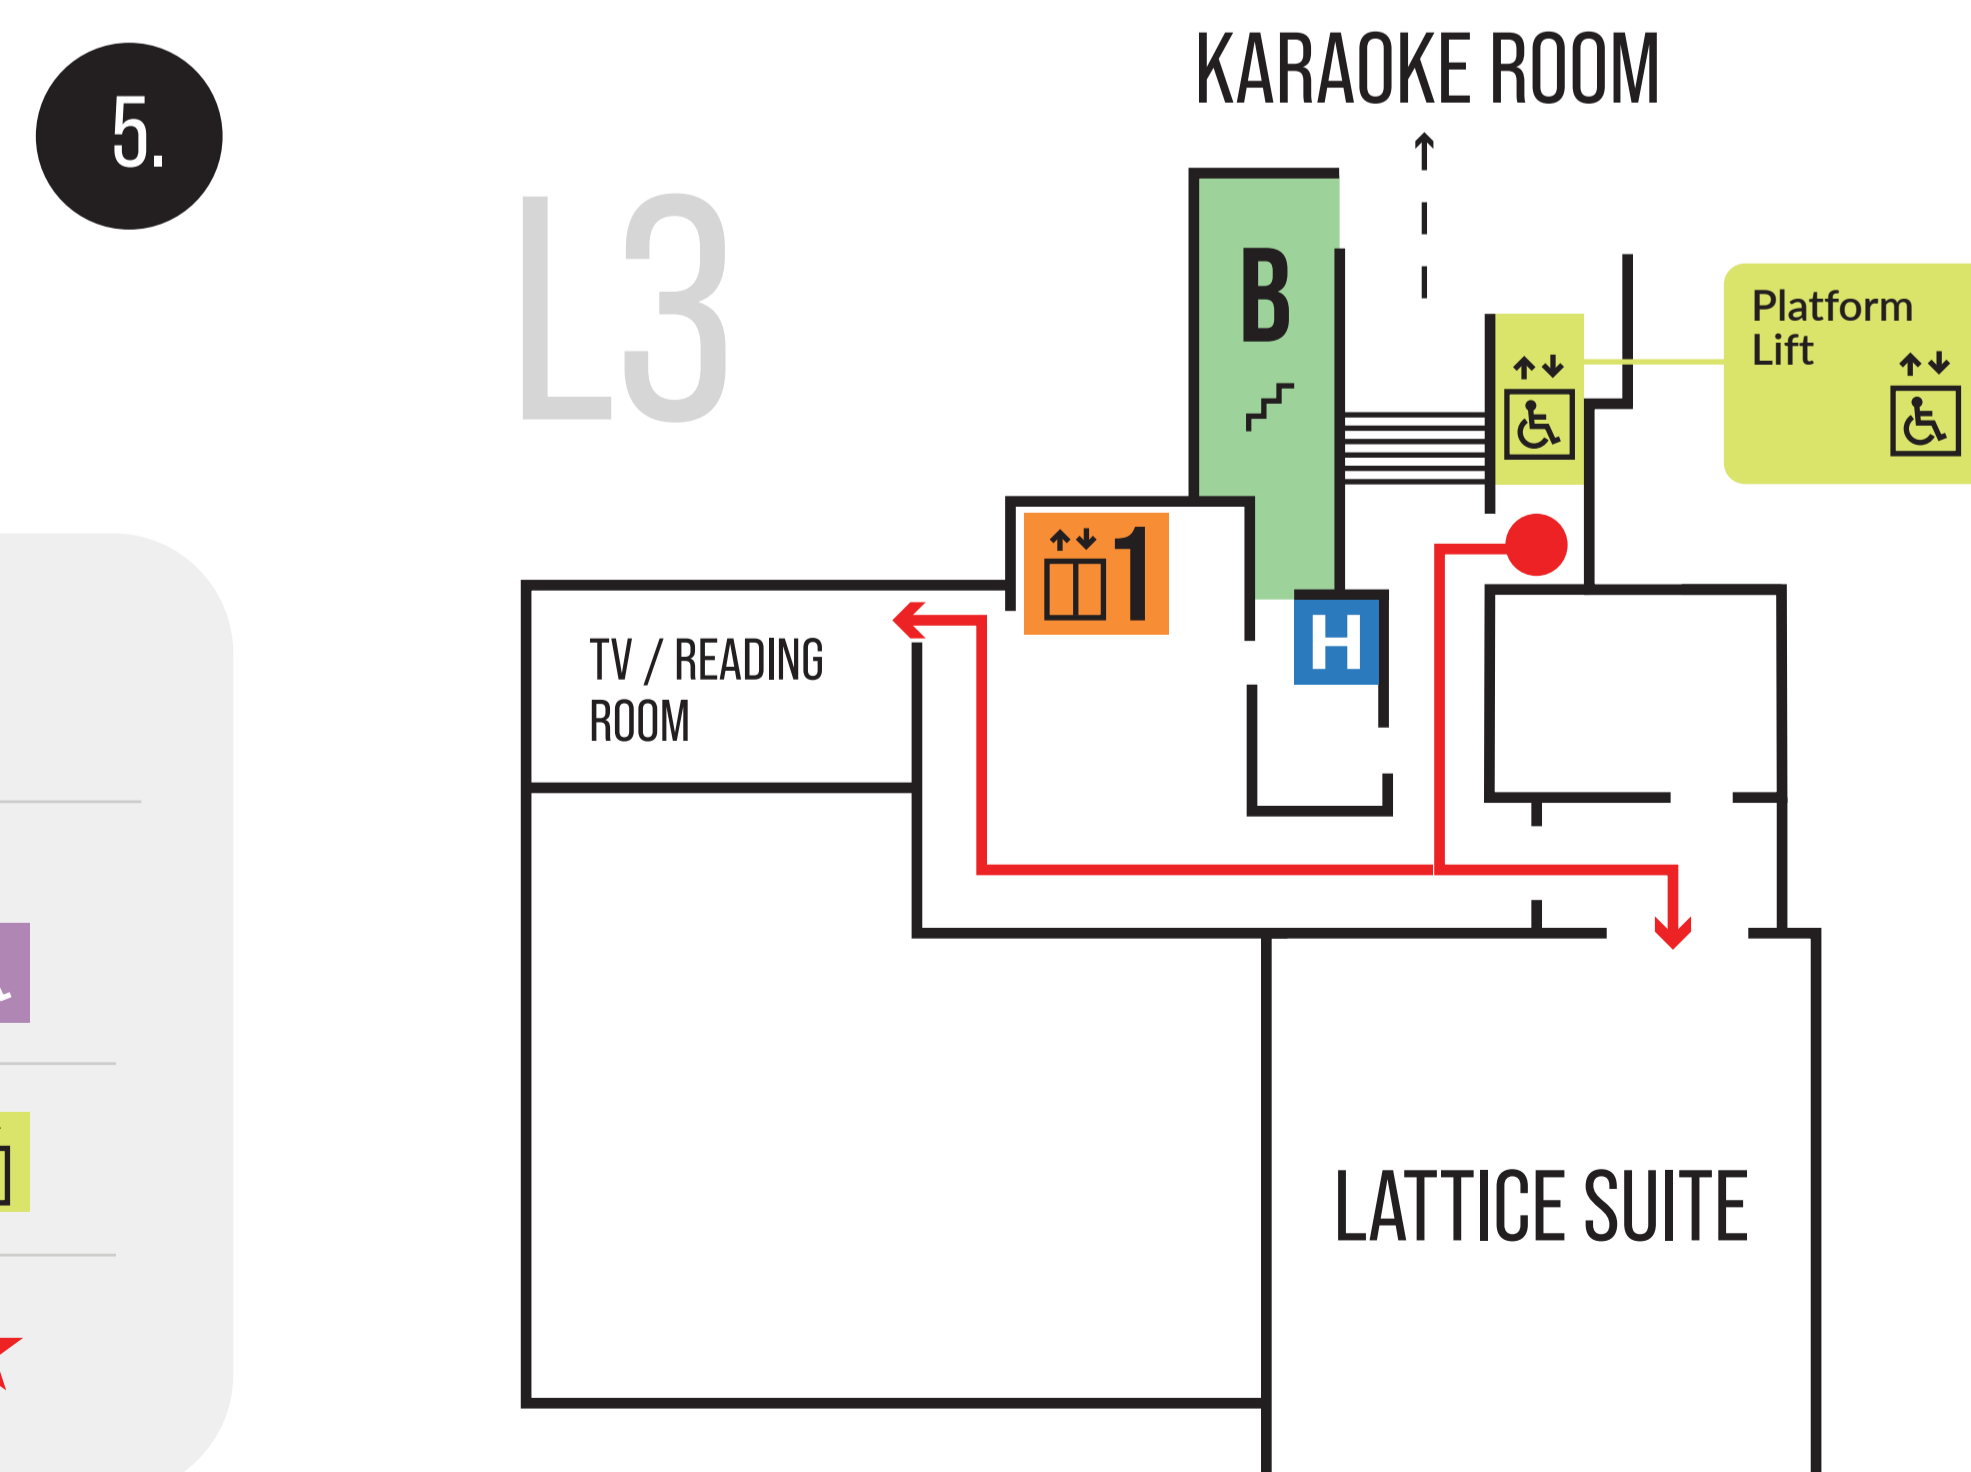 5.
KARAOKE ROOM
L3
B
Platform
Lift
1
H
TV / READING
ROOM
LATTICE SUITE